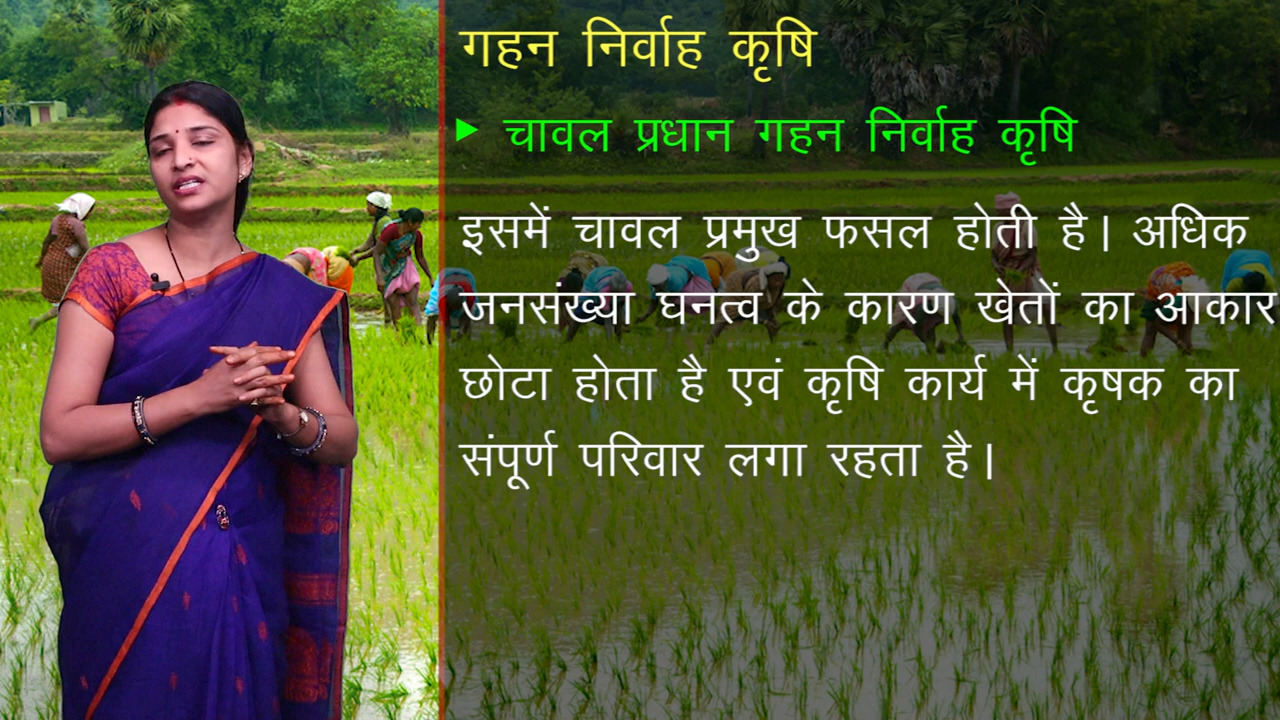 गहन निर्वाह कृषि
चावल प्रधान गहन निर्वाह कृषि
इसमें चावल प्रमुख फसल होती है। अधिक
जनसंख्या घनत्व के कारण खेतों का आकार
छोटा होता है एवं कृषि कार्य में कृषक का
संपूर्ण परिवार लगा रहता है।